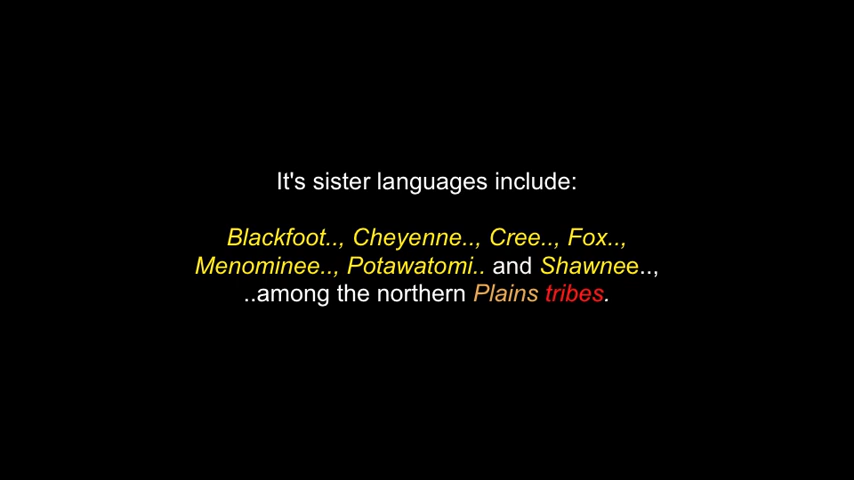 It's sister languages include:
Blackfoot.., Cheyenne.., Cree.., Fox..,
Menominee.., Potawatomi.. and Shawnee..,
..among the northern Plains tribes.